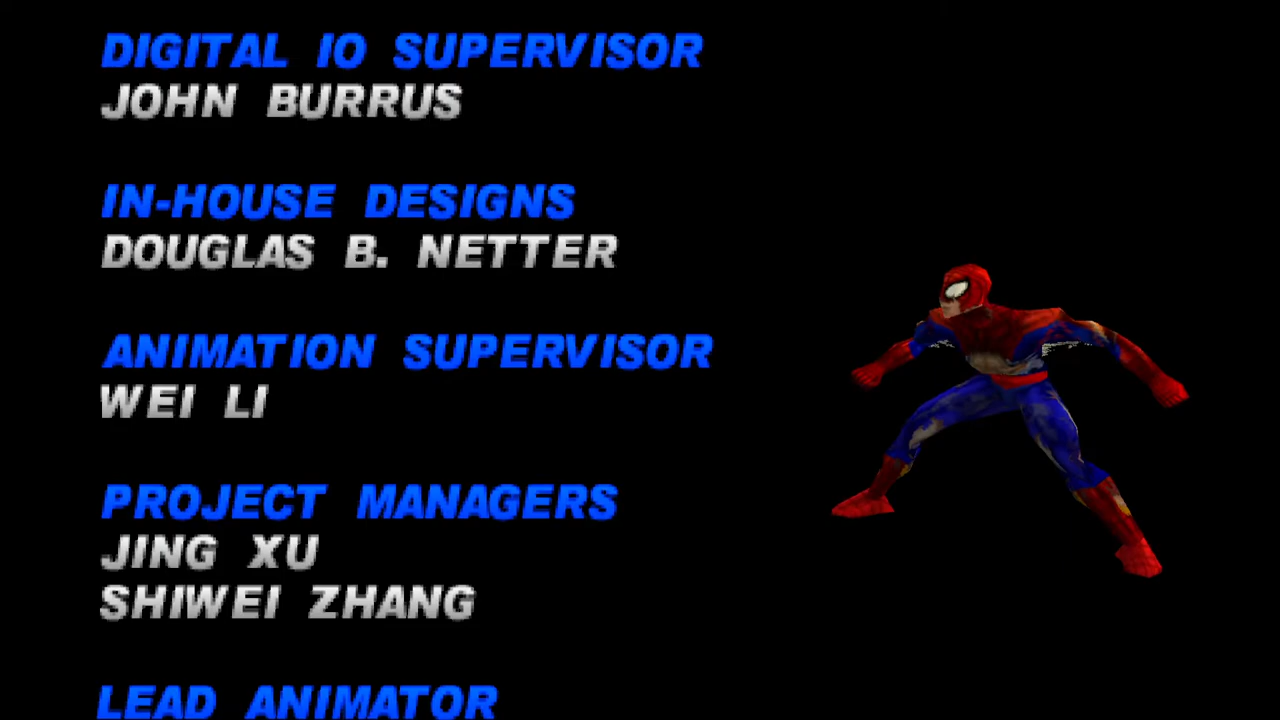 DIGITAL IO SUPERVISOR
JOHN BURRUS
IN-HOUSE DESIGNS
DOUGLAS B. NETTER
ANIMATION SUPERVISOR
WEI LI
PROJECT MANAGERS
JING XU
SHIWEI ZHANG
LEAD ANIMATOR